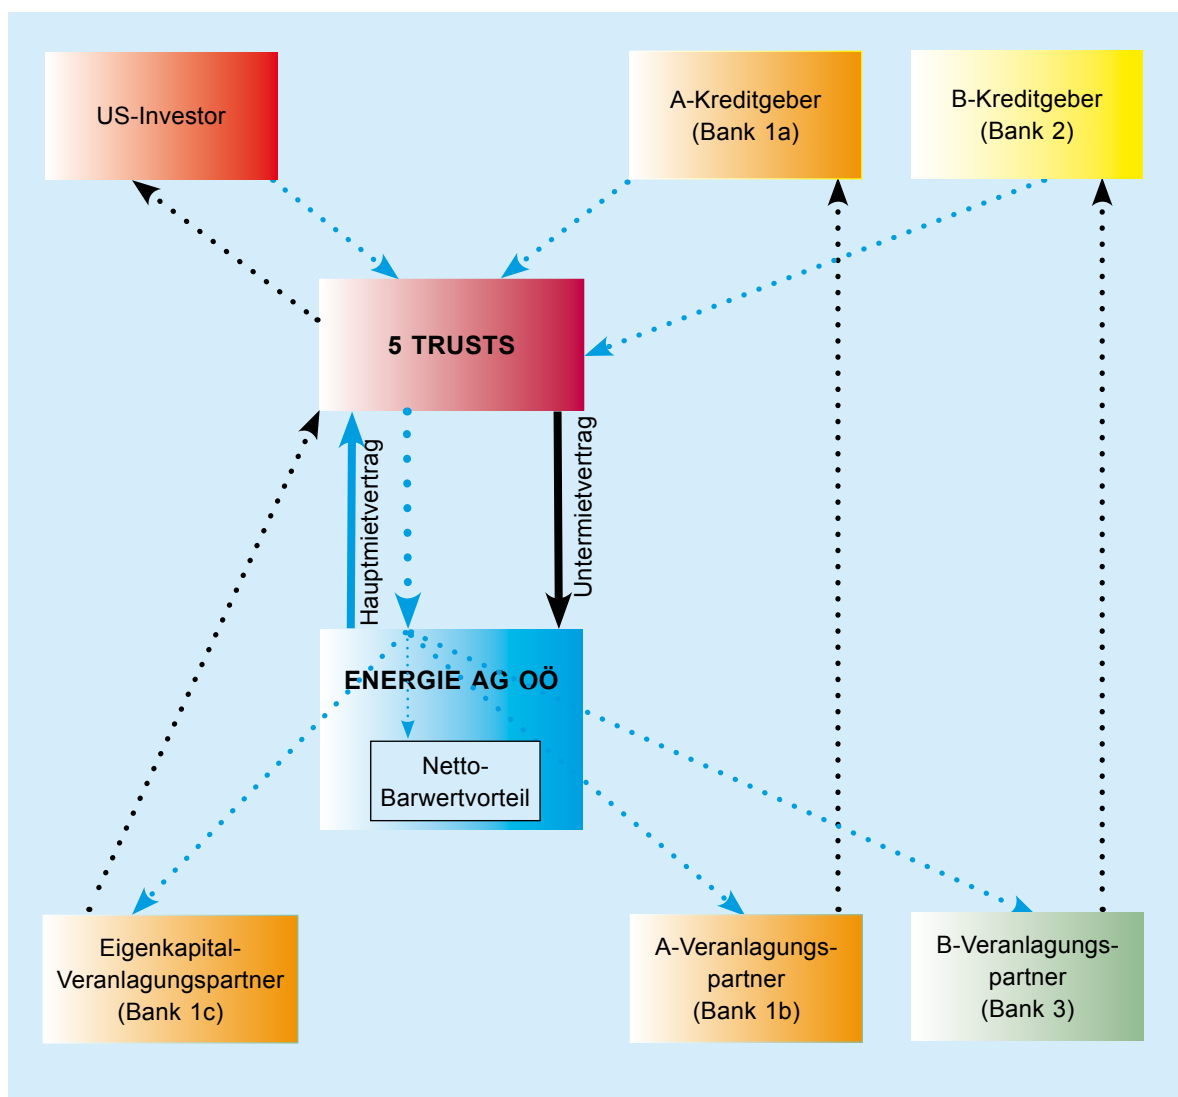 US-Investor
A-Kreditgeber
(Bank 1a)
B-Kreditgeber
(Bank 2)
5 TRUSTS
Hauptmietvertrag
Untermietvertrag
ENERGIE AG OÖ
Netto-
Barwertvorteil
Eigenkapital-
Veranlagungspartner
(Bank 1c)
A-Veranlagungs-
partner
(Bank 1b)
B-Veranlagungs-
partner
(Bank 3)